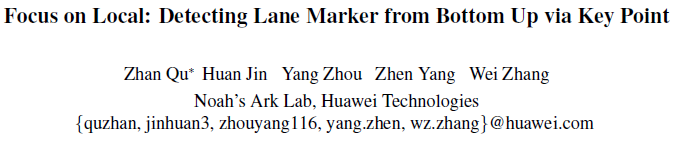 Focus on Local: Detecting Lane Marker from Bottom Up via Key Point
Zhan Qu* Huan Jin Yang Zhou Zhen Yang Wei Zhang
Noah's Ark Lab, Huawei Technologies
{quzhan, jinhuan3, zhouyang116, yang.zhen, wz.zhang}@huawei.com